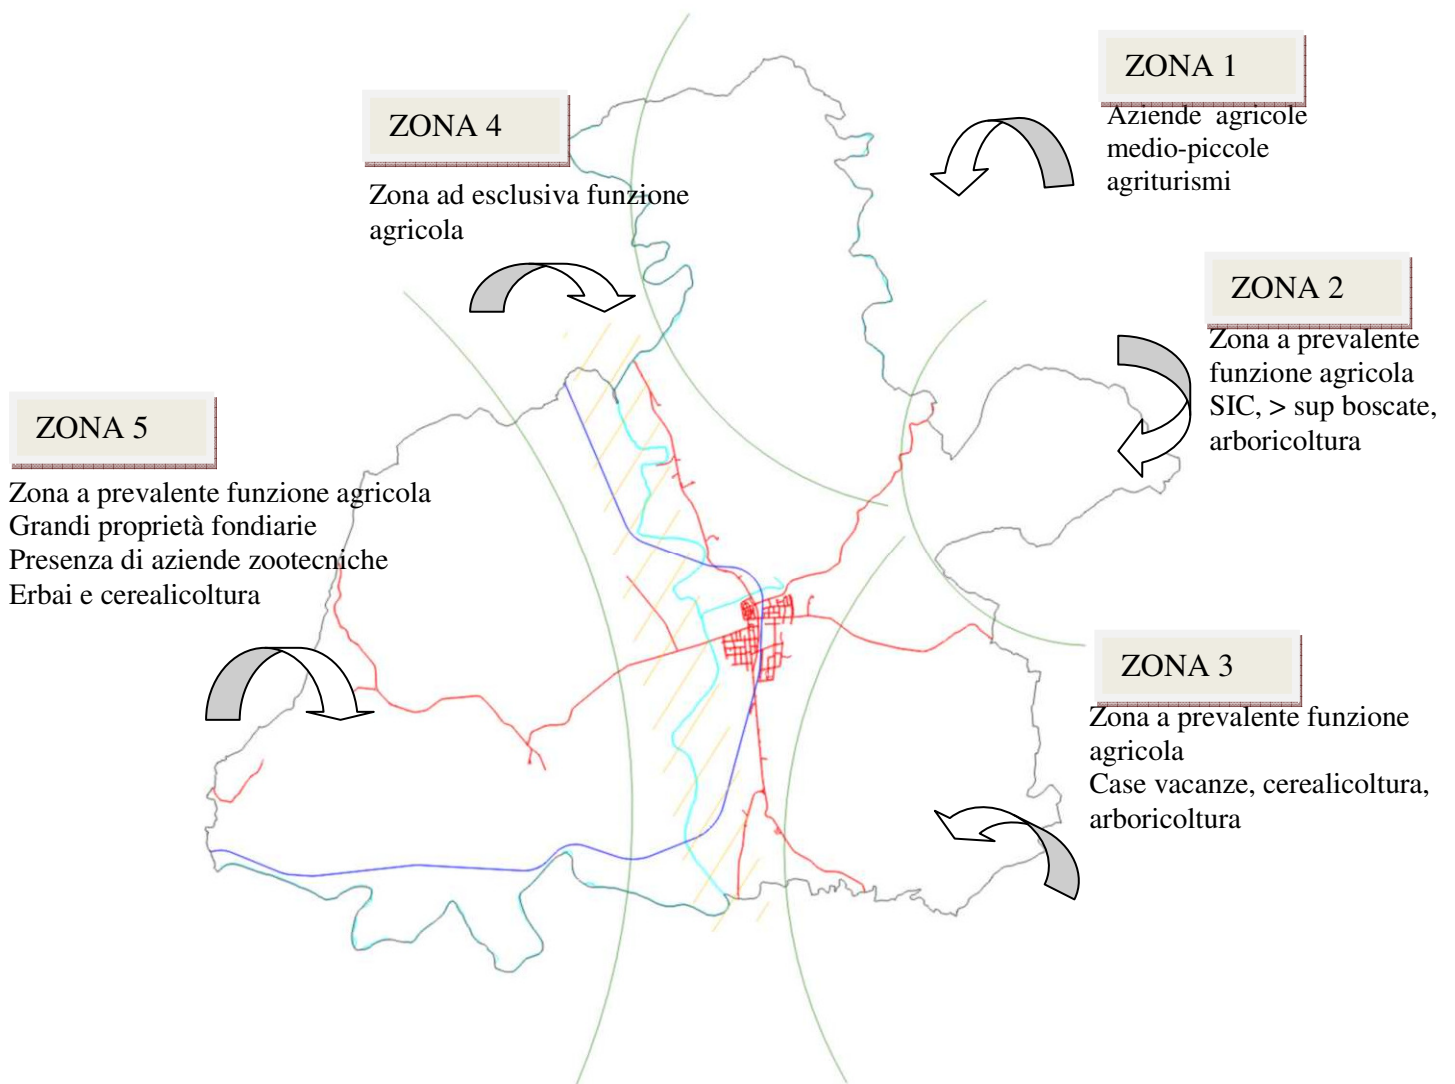 ZONA 1
Aziende agricole
medio-piccole
agriturismi
ZONA 4
Zona ad esclusiva funzione
agricola
ZONA 2
Zona a prevalente
funzione agricola
SIC, > sup boscate,
arboricoltura
ZONA 5
Zona a prevalente funzione agricola
Grandi proprietà fondiarie
Presenza di aziende zootecniche
Erbai e cerealicoltura
ZONA 3
Zona a prevalente funzione
agricola
Case vacanze, cerealicoltura,
arboricoltura